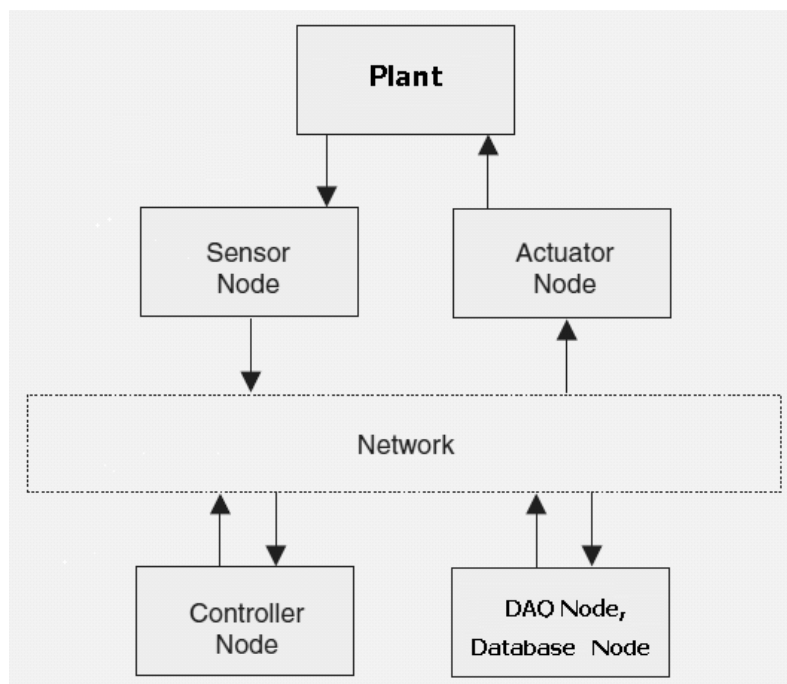 Plant
Sensor
Node
Actuator
Node
Network
Controller
Node
DAQ Node,
Database Node